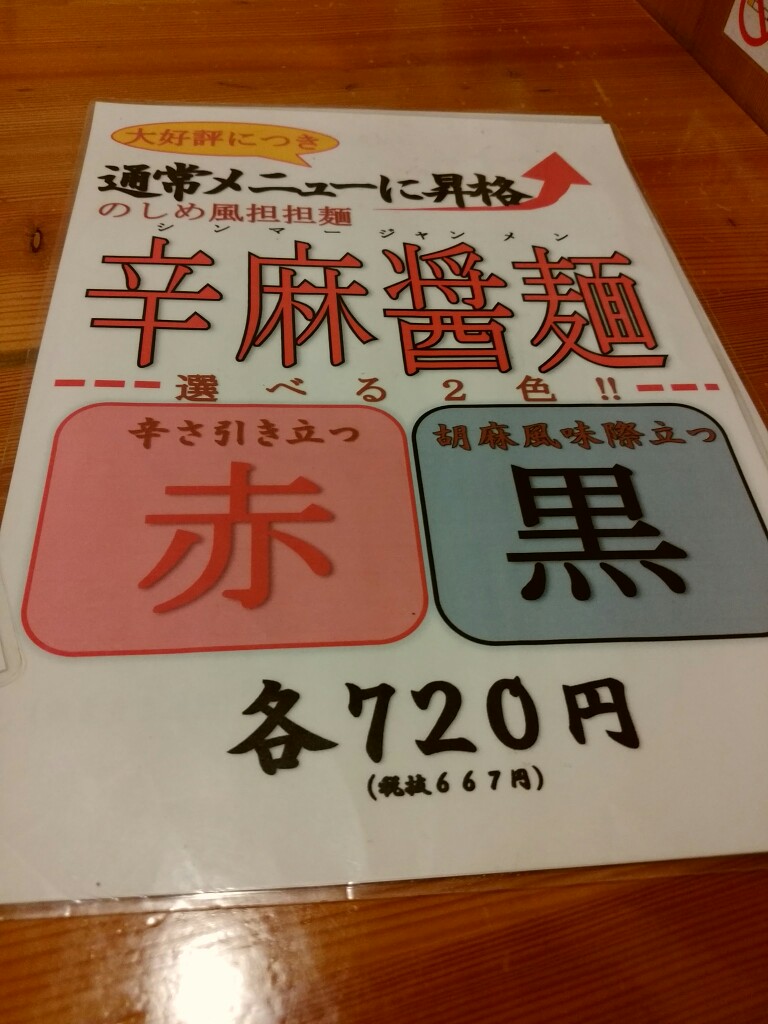 大好評につき
通常メニューに昇格
のしめ風担担麺
シンマージャンメン
辛麻醤麺
選べる2色!!
辛さ引き立つ
赤
胡麻風味際立つ
黒
各720円
(税抜667円)